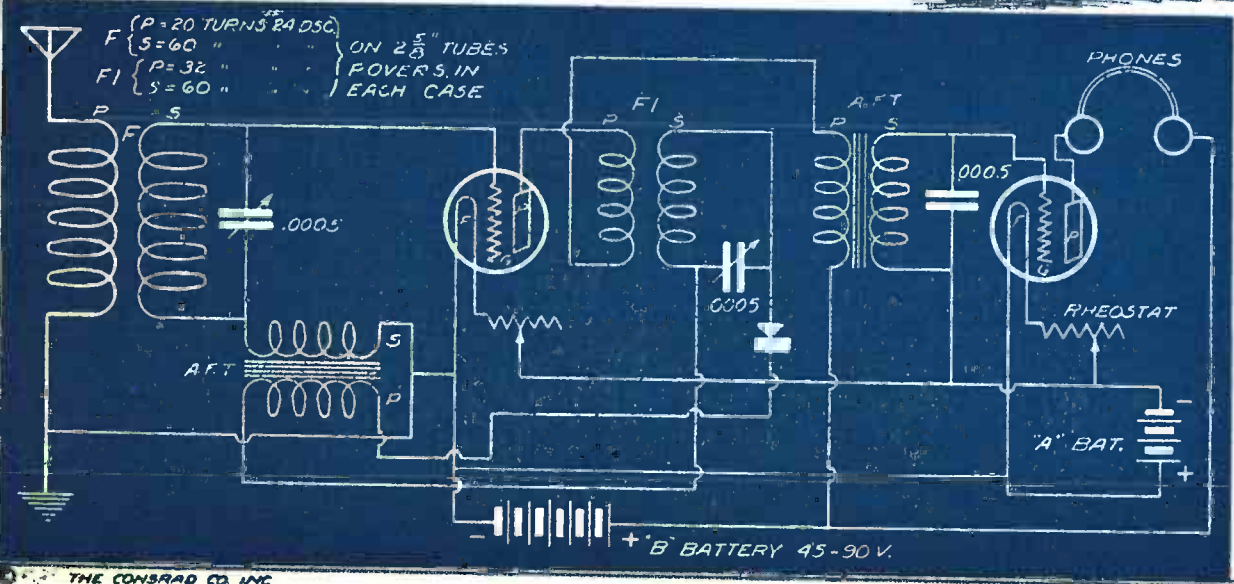 F { P = 20 TURNS 24 DSC.
S = 60 " " "
F1 { P = 32 " " "
S = 60 " " "
ON 2 5/8" TUBES
P OVER S. IN
EACH CASE
PHONES
P F S
P F1 S
A.F.T
P S
.0005
.0005
.0005
F G P
F G P
RHEOSTAT
A.F.T
S
P
"A" BAT.
-
+
- + "B" BATTERY 45-90 V.
THE CONSRAD CO. INC